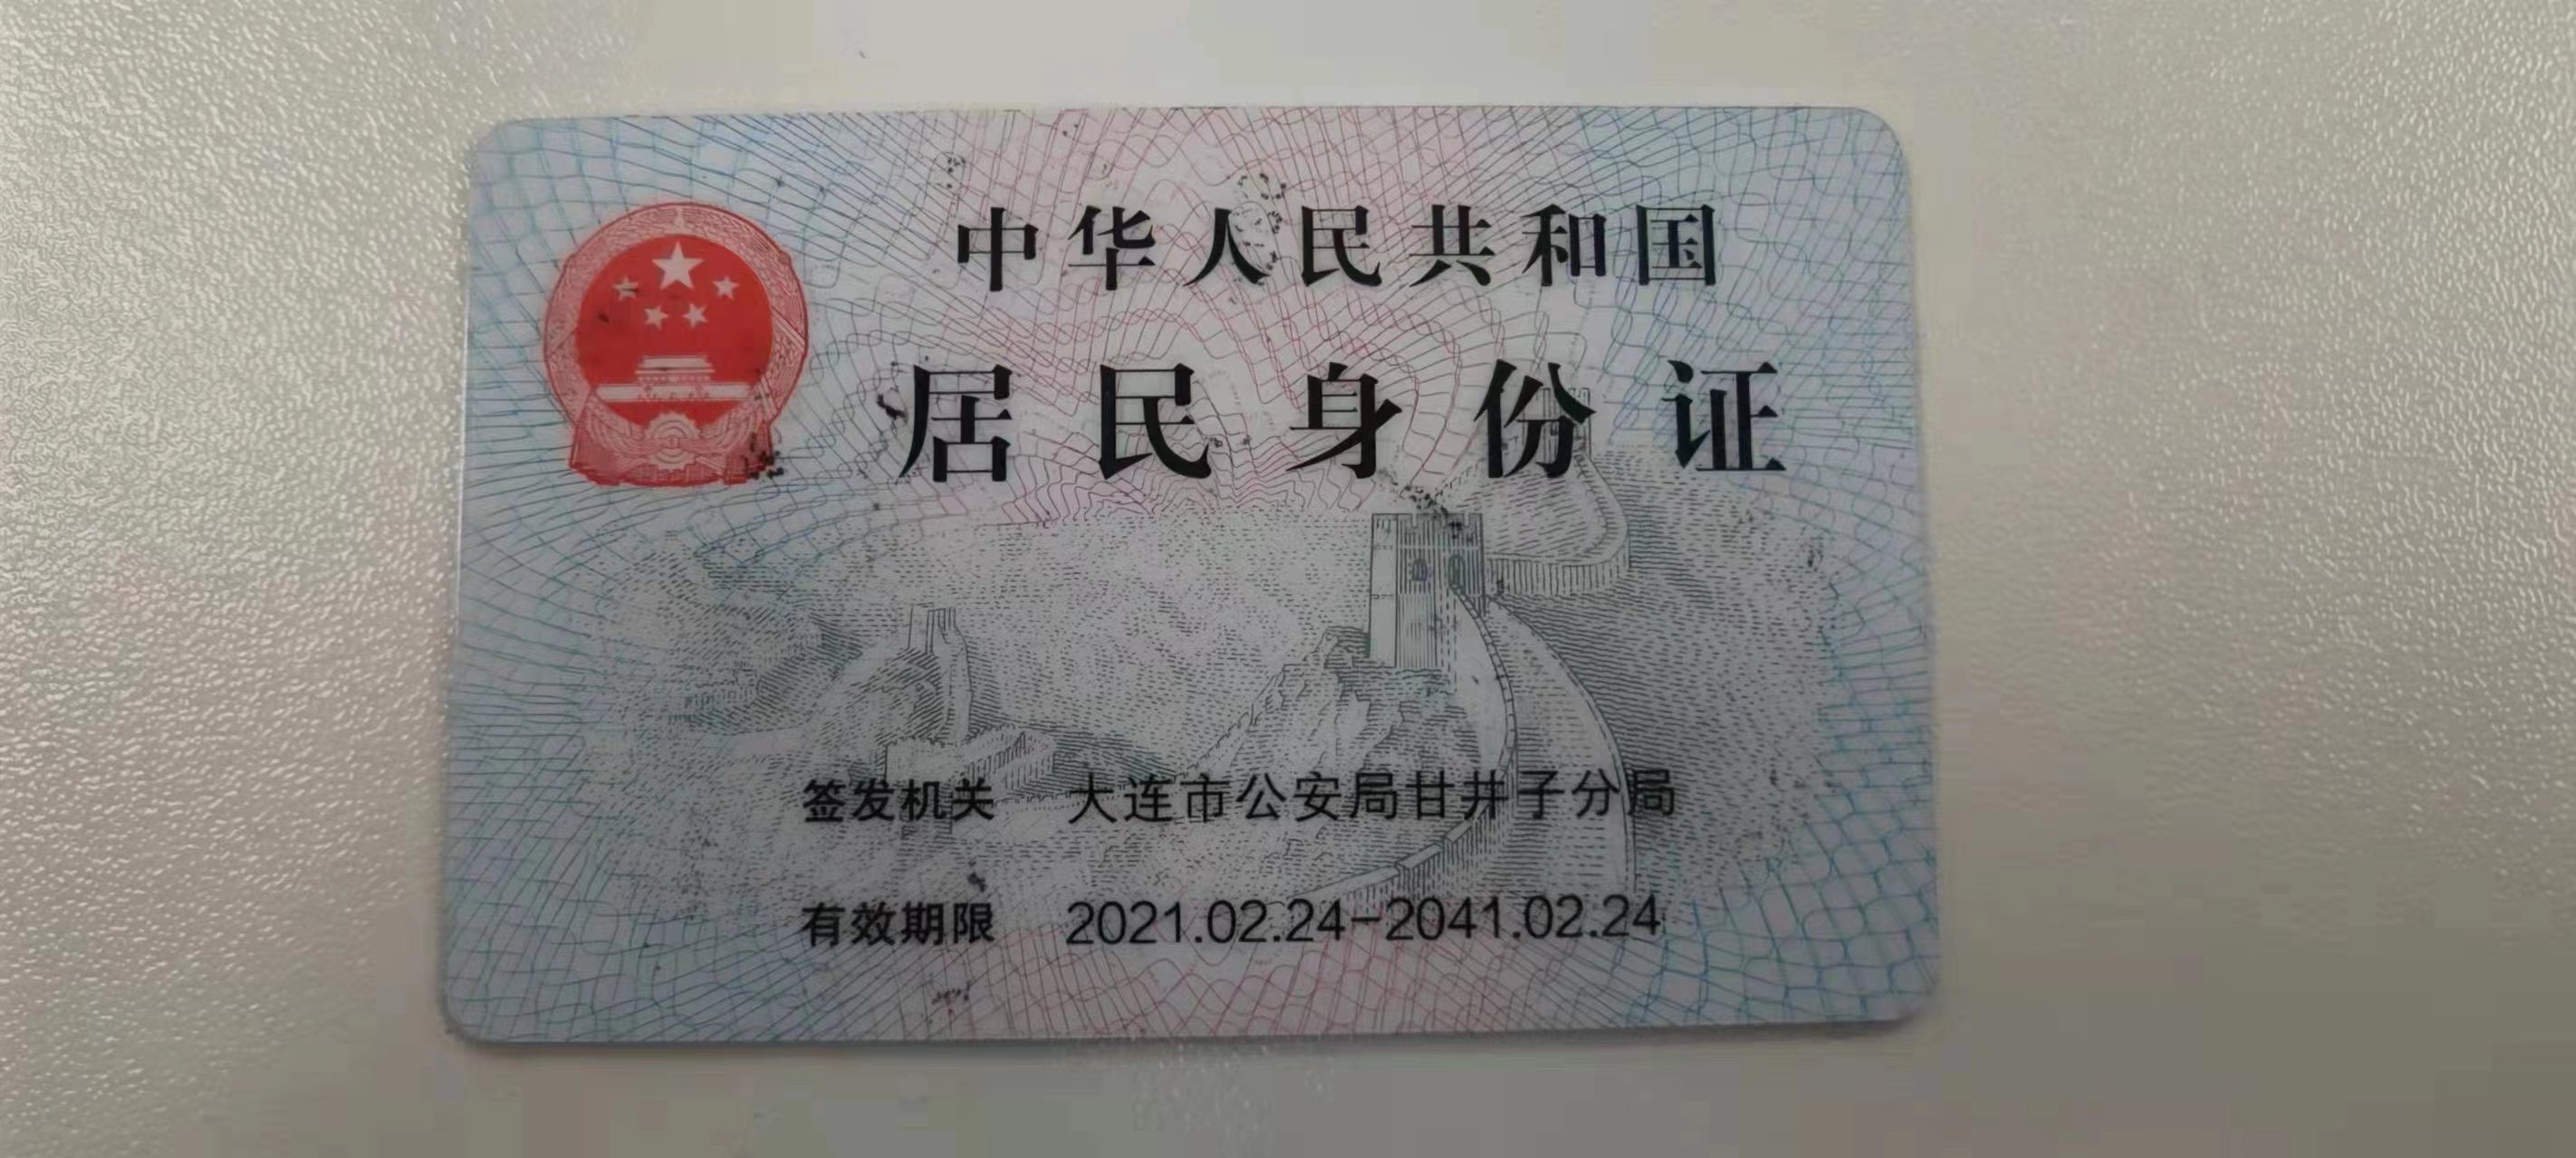 中华人民共和国
居民身份证
签发机关 大连市公安局甘井子分局
有效期限 2021.02.24-2041.02.24